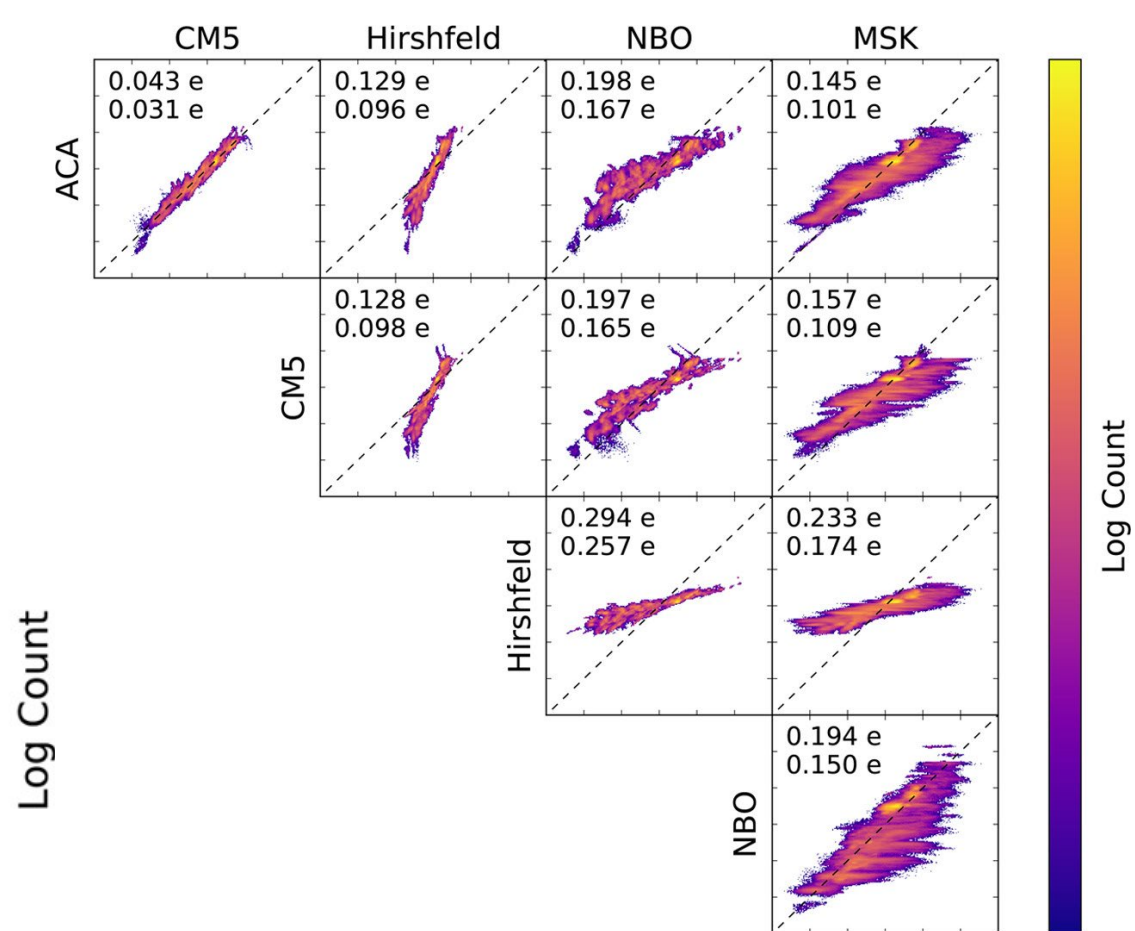 CM5
Hirshfeld
NBO
MSK
ACA
0.043 e
0.031 e
0.129 e
0.096 e
0.198 e
0.167 e
0.145 e
0.101 e
CM5
0.128 e
0.098 e
0.197 e
0.165 e
0.157 e
0.109 e
Hirshfeld
0.294 e
0.257 e
0.233 e
0.174 e
NBO
0.194 e
0.150 e
Log Count
Log Count